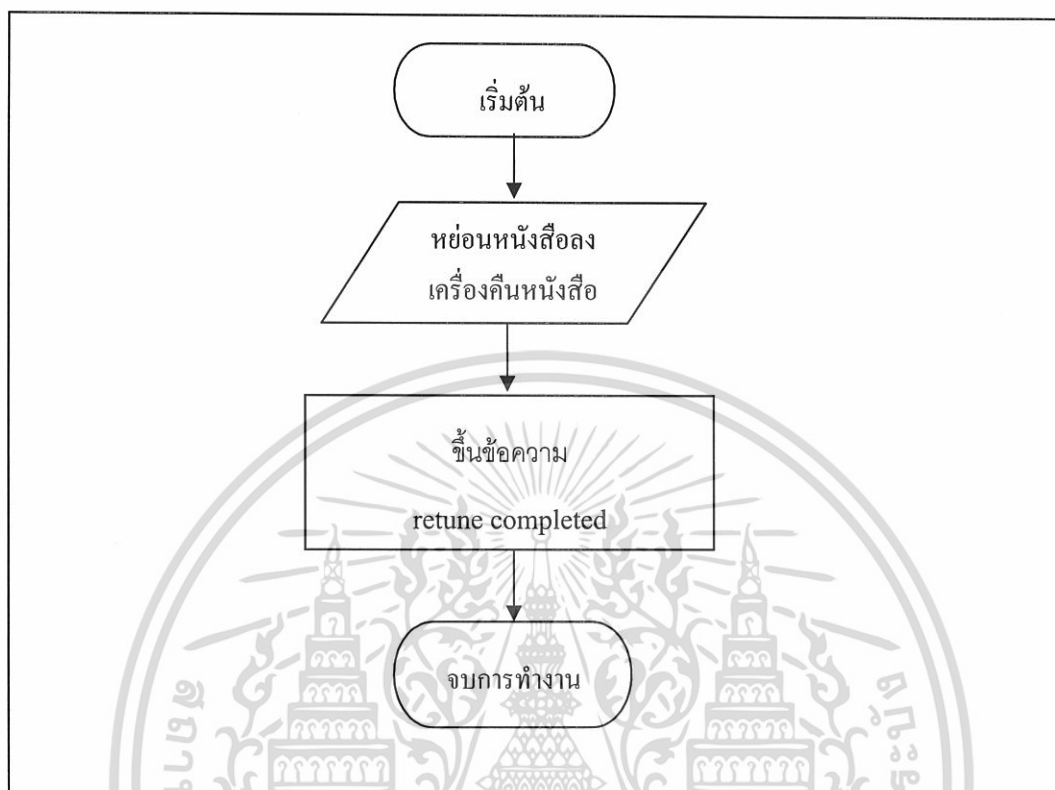 เริ่มต้น
หย่อนหนังสือลง
เครื่องคืนหนังสือ
ขึ้นข้อความ
retune completed
จบการทำงาน